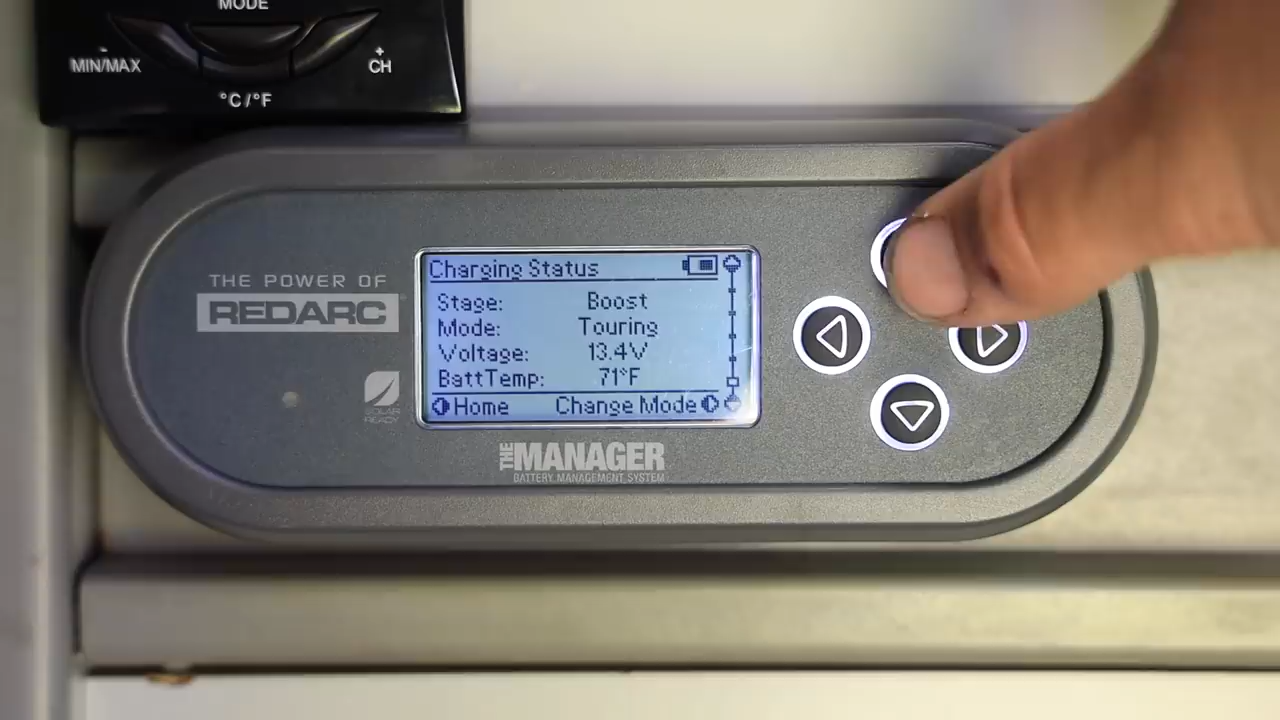 MODE
- +
MIN/MAX CH
°C/°F
THE POWER OF
REDARC
SOLAR
READY
Charging Status
Stage: Boost
Mode: Touring
Voltage: 13.4V
BattTemp: 71°F
Home Change Mode
THE MANAGER
BATTERY MANAGEMENT SYSTEM